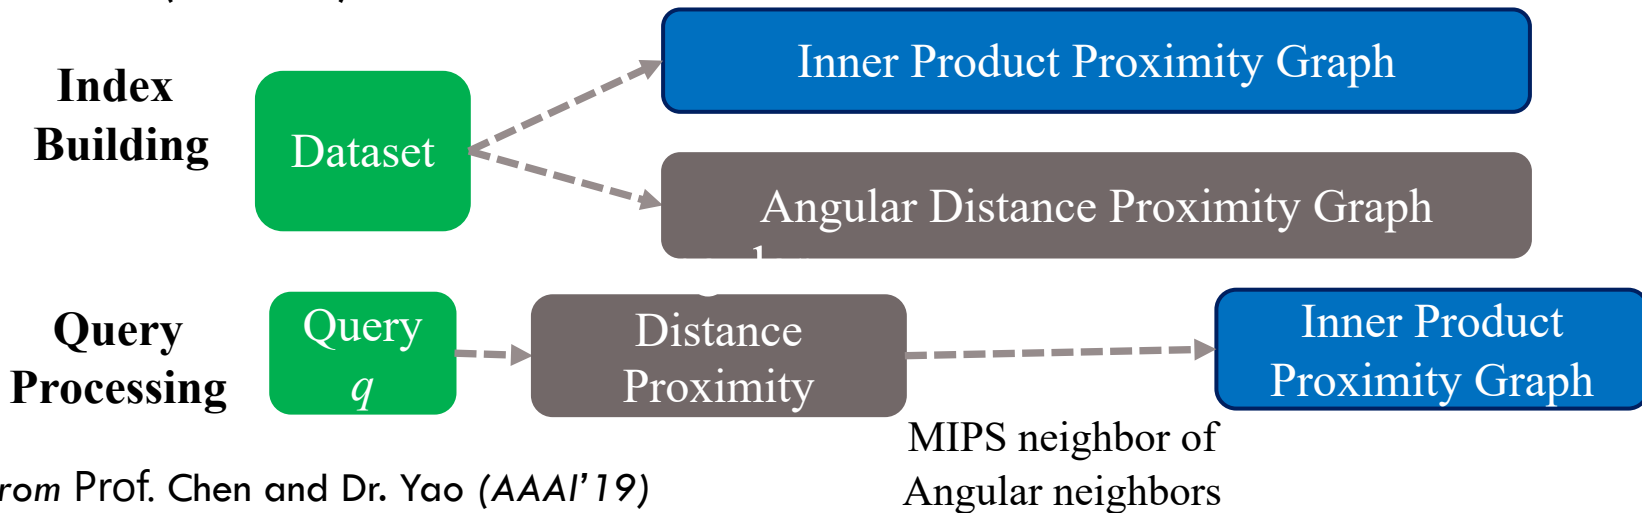 Index
Building
Dataset
Inner Product Proximity Graph
Angular Distance Proximity Graph
Query
Processing
Query
q
Distance
Proximity
Inner Product
Proximity Graph
MIPS neighbor of
Angular neighbors
rom Prof. Chen and Dr. Yao (AAAI'19)